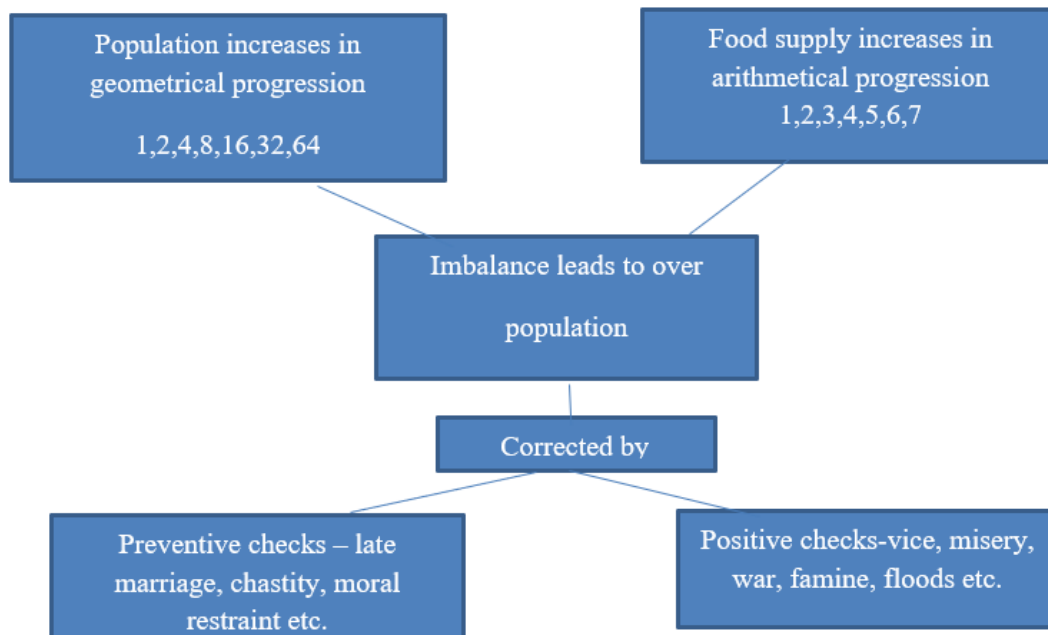 Population increases in
geometrical progression
1,2,4,8,16,32,64
Food supply increases in
arithmetical progression
1,2,3,4,5,6,7
Imbalance leads to over
population
Corrected by
Preventive checks – late
marriage, chastity, moral
restraint etc.
Positive checks-vice, misery,
war, famine, floods etc.